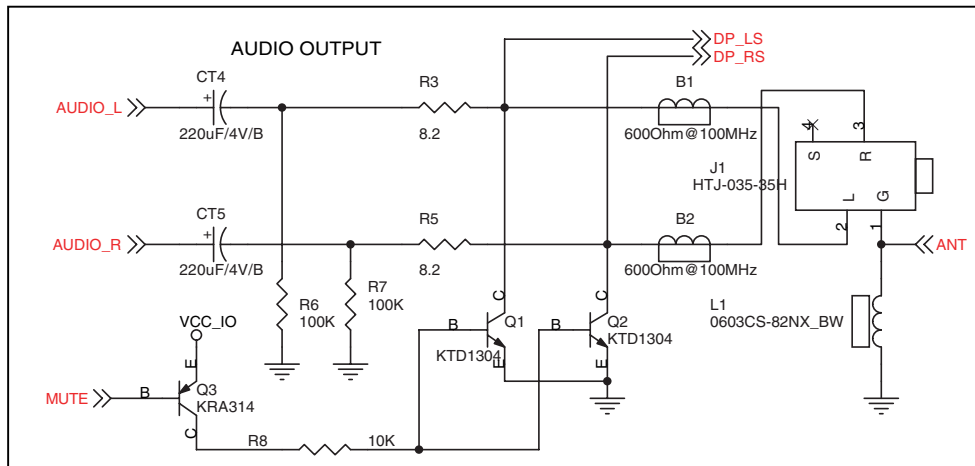 AUDIO OUTPUT
DP_LS
DP_RS
CT4
R3
B1
AUDIO_L
+
220uF/4V/B
8.2
600Ohm@100MHz
4
3
S
R
J1
HTJ-035-35H
L
G
2
1
CT5
R5
B2
AUDIO_R
+
220uF/4V/B
8.2
600Ohm@100MHz
ANT
R6
100K
R7
100K
C
B
Q1
KTD1304
E
C
B
Q2
KTD1304
E
L1
0603CS-82NX_BW
VCC_IO
E
MUTE
B
Q3
KRA314
C
R8
10K